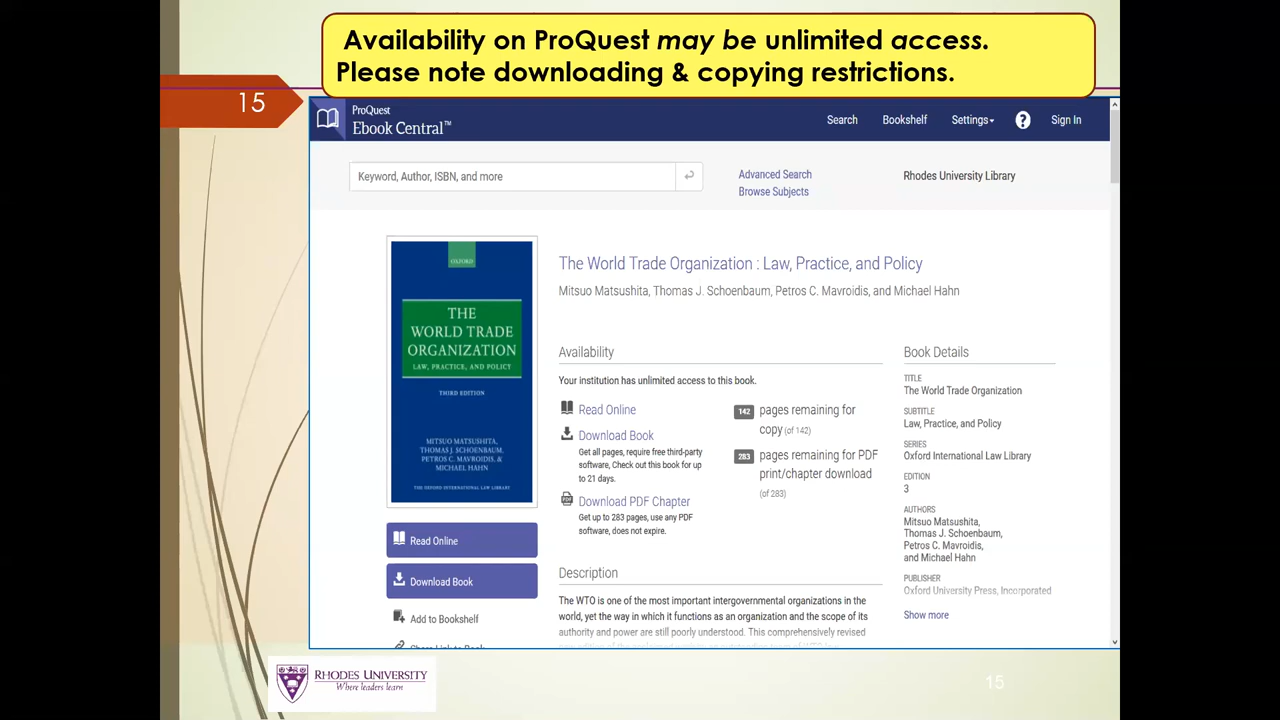 Availability on ProQuest may be unlimited access.
Please note downloading & copying restrictions.
15
ProQuest
Ebook Central™
Search
Bookshelf
Settings
?
Sign In
Keyword, Author, ISBN, and more
Advanced Search
Browse Subjects
Rhodes University Library
OXFORD
THE
WORLD TRADE
ORGANIZATION
LAW, PRACTICE, AND POLICY
THIRD EDITION
MITSUO MATSUSHITA,
THOMAS J. SCHOENBAUM,
PETROS C. MAVROIDIS, &
MICHAEL HAHN
THE OXFORD INTERNATIONAL LAW LIBRARY
Read Online
Download Book
Add to Bookshelf
Share Link to Book
The World Trade Organization : Law, Practice, and Policy
Mitsuo Matsushita, Thomas J. Schoenbaum, Petros C. Mavroidis, and Michael Hahn
Availability
Your institution has unlimited access to this book.
Read Online
Download Book
Get all pages, require free third-party
software, Check out this book for up
to 21 days.
PDF
Download PDF Chapter
Get up to 283 pages, use any PDF
software, does not expire.
142 pages remaining for
copy (of 142)
283 pages remaining for PDF
print/chapter download
(of 283)
Description
The WTO is one of the most important intergovernmental organizations in the
world, yet the way in which it functions as an organization and the scope of its
authority and power are still poorly understood. This comprehensively revised
Book Details
TITLE
The World Trade Organization
SUBTITLE
Law, Practice, and Policy
SERIES
Oxford International Law Library
EDITION
3
AUTHORS
Mitsuo Matsushita,
Thomas J. Schoenbaum,
Petros C. Mavroidis,
and Michael Hahn
PUBLISHER
Oxford University Press, Incorporated
Show more
RHODES UNIVERSITY
Where leaders learn
15